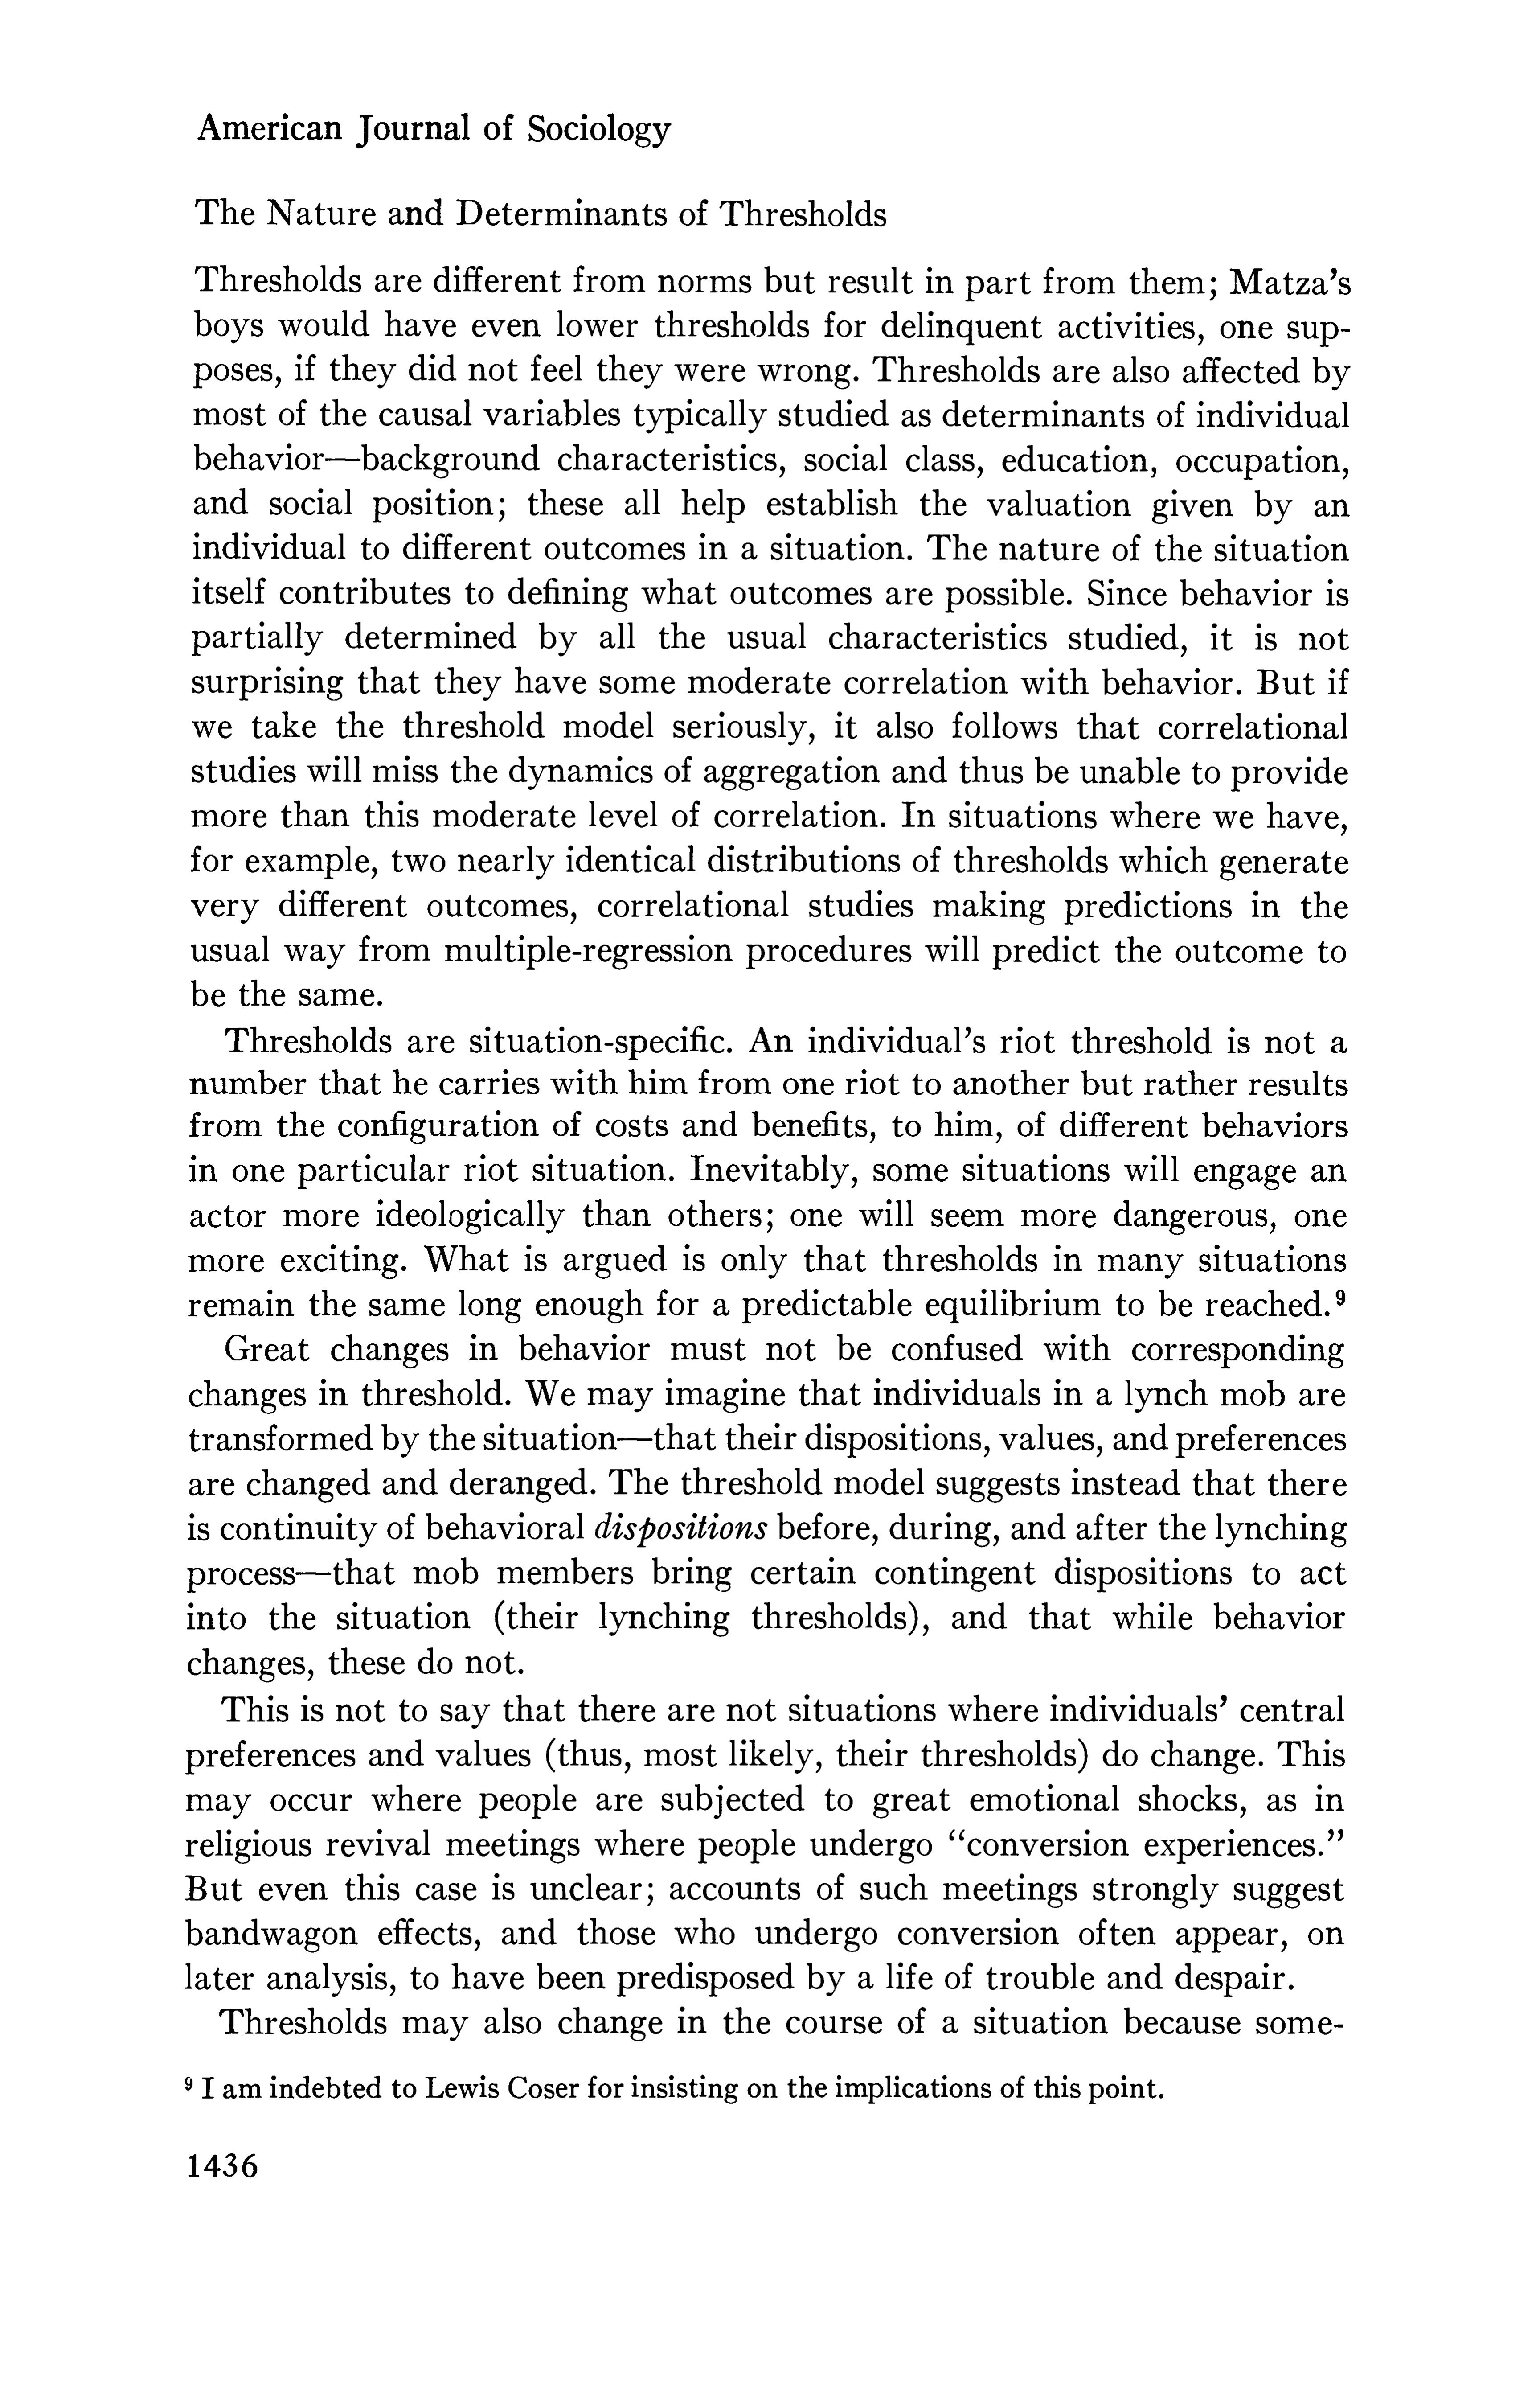 American Journal of Sociology
The Nature and Determinants of Thresholds
Thresholds are different from norms but result in part from them; Matza's
boys would have even lower thresholds for delinquent activities, one sup-
poses, if they did not feel they were wrong. Thresholds are also affected by
most of the causal variables typically studied as determinants of individual
behavior—background characteristics, social class, education, occupation,
and social position; these all help establish the valuation given by an
individual to different outcomes in a situation. The nature of the situation
itself contributes to defining what outcomes are possible. Since behavior is
partially determined by all the usual characteristics studied, it is not
surprising that they have some moderate correlation with behavior. But if
we take the threshold model seriously, it also follows that correlational
studies will miss the dynamics of aggregation and thus be unable to provide
more than this moderate level of correlation. In situations where we have,
for example, two nearly identical distributions of thresholds which generate
very different outcomes, correlational studies making predictions in the
usual way from multiple-regression procedures will predict the outcome to
be the same.
Thresholds are situation-specific. An individual's riot threshold is not a
number that he carries with him from one riot to another but rather results
from the configuration of costs and benefits, to him, of different behaviors
in one particular riot situation. Inevitably, some situations will engage an
actor more ideologically than others; one will seem more dangerous, one
more exciting. What is argued is only that thresholds in many situations
remain the same long enough for a predictable equilibrium to be reached.⁹
Great changes in behavior must not be confused with corresponding
changes in threshold. We may imagine that individuals in a lynch mob are
transformed by the situation—that their dispositions, values, and preferences
are changed and deranged. The threshold model suggests instead that there
is continuity of behavioral dispositions before, during, and after the lynching
process—that mob members bring certain contingent dispositions to act
into the situation (their lynching thresholds), and that while behavior
changes, these do not.
This is not to say that there are not situations where individuals' central
preferences and values (thus, most likely, their thresholds) do change. This
may occur where people are subjected to great emotional shocks, as in
religious revival meetings where people undergo "conversion experiences."
But even this case is unclear; accounts of such meetings strongly suggest
bandwagon effects, and those who undergo conversion often appear, on
later analysis, to have been predisposed by a life of trouble and despair.
Thresholds may also change in the course of a situation because some-
⁹ I am indebted to Lewis Coser for insisting on the implications of this point.
1436